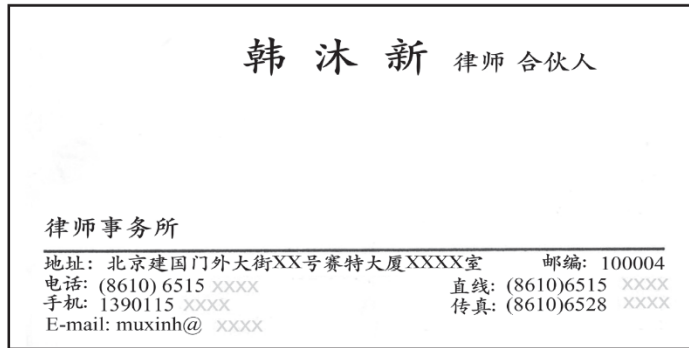 韩沐新 律师 合伙人
律师事务所
地址: 北京建国门外大街XX号赛特大厦XXXX室 邮编: 100004
电话: (8610) 6515 XXXX 直线: (8610)6515 XXXX
手机: 1390115 XXXX 传真: (8610)6528 XXXX
E-mail: muxinh@ XXXX